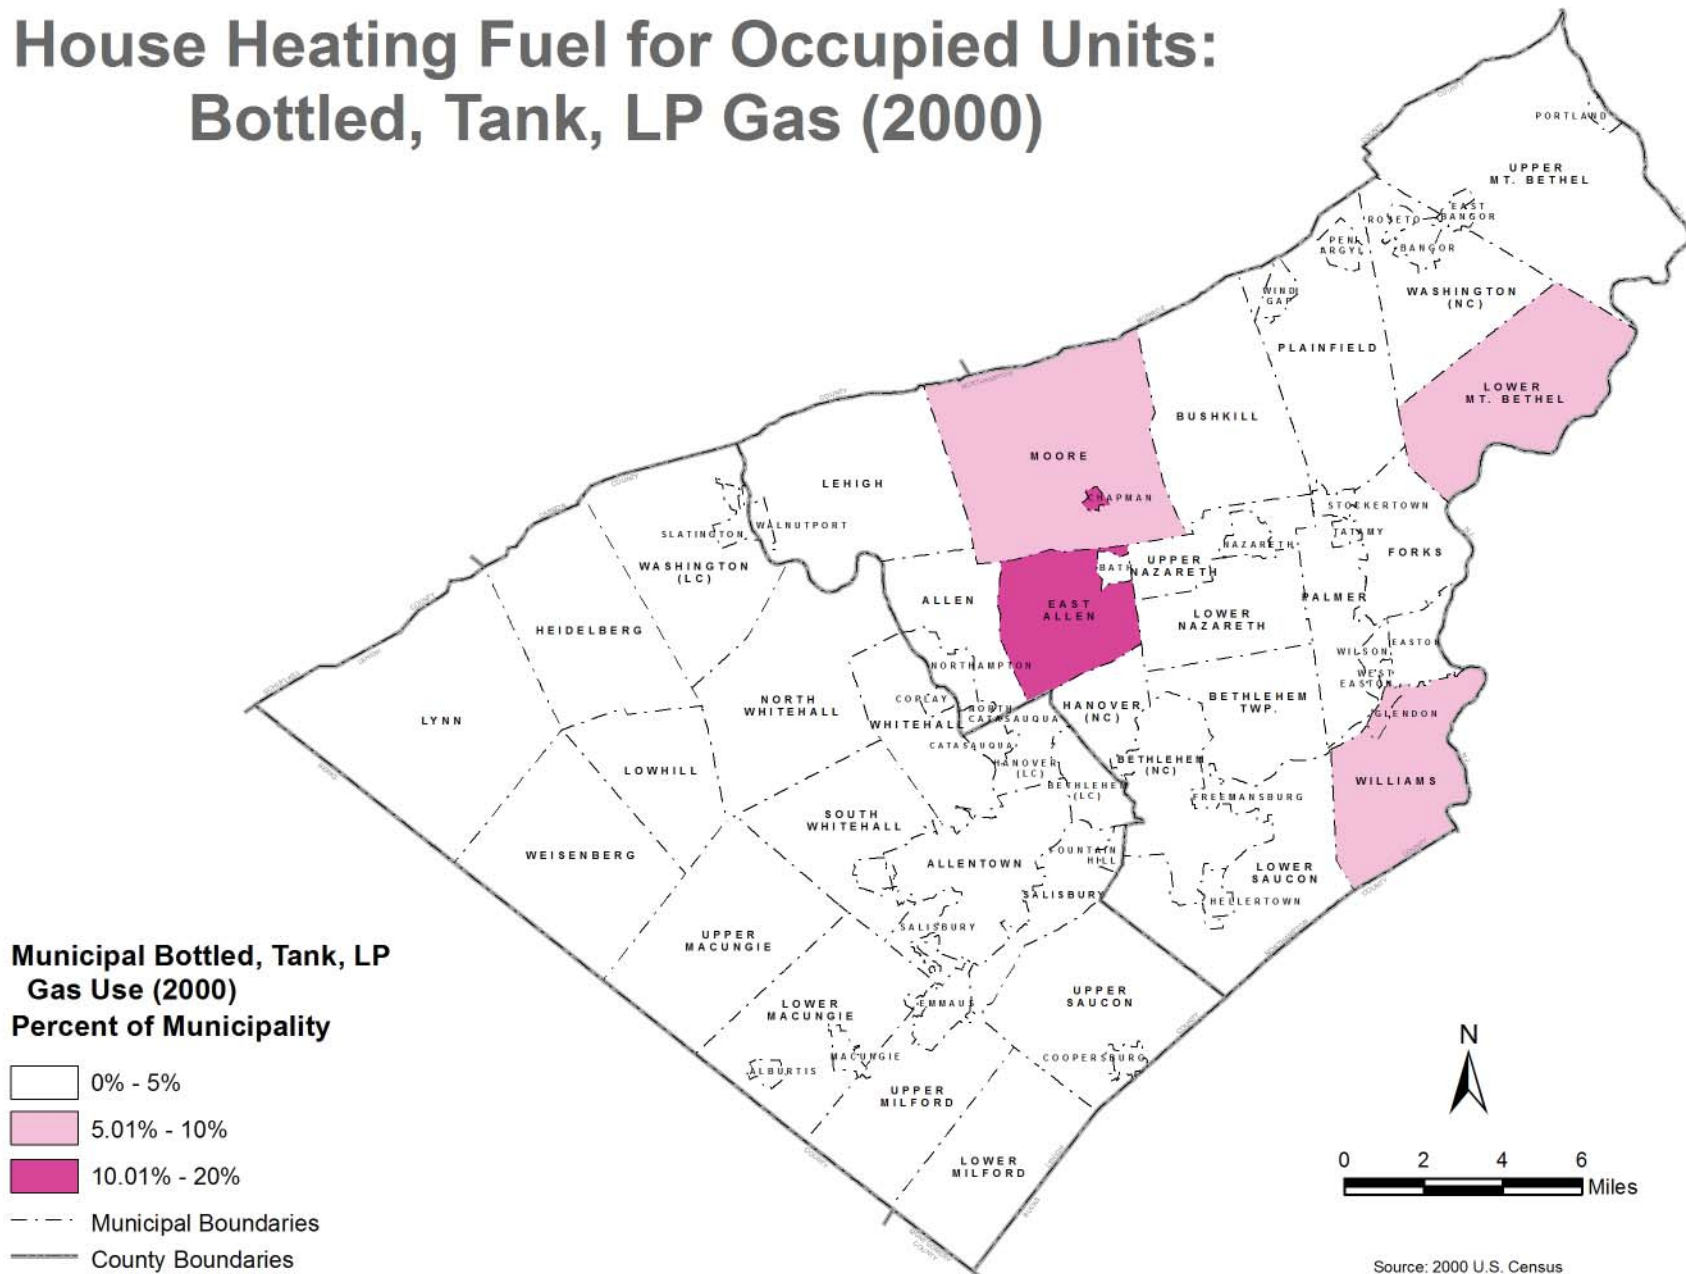 House Heating Fuel for Occupied Units:
Bottled, Tank, LP Gas (2000)
PORTLAND
UPPER
MT. BETHEL
EAST
BANGOR
ROSETO
PEN
ARGYL
BANGOR
WIND
GAP
WASHINGTON
(NC)
PLAINFIELD
LOWER
MT. BETHEL
BUSHKILL
MOORE
CHAPMAN
LEHIGH
WALNUTPORT
SLATINGTON
WASHINGTON
(LC)
STOCKERTOWN
TATAMY
NAZARETH
FORKS
BATH
UPPER
NAZARETH
ALLEN
EAST
ALLEN
LOWER
NAZARETH
PALMER
HEIDELBERG
EASTON
WILSON
WEST
EASTON
NORTHAMPTON
COPLAY
NORTH
WHITEHALL
LYNN
WHITEHALL
NORTH
CATASAUQUA
HANOVER
(NC)
BETHLEHEM
TWP.
GLENDON
CATASAUQUA
HANOVER
(LC)
BETHLEHEM
(NC)
WILLIAMS
LOWHILL
BETHLEHEM
(LC)
FREEMANSBURG
SOUTH
WHITEHALL
WEISENBERG
ALLENTOWN
FOUNTAIN
HILL
LOWER
SAUCON
SALISBURY
HELLERTOWN
SALISBURY
UPPER
MACUNGIE
UPPER
SAUCON
LOWER
MACUNGIE
EMMAUS
MACUNGIE
COOPERSBURG
ALBURTIS
UPPER
MILFORD
LOWER
MILFORD
Municipal Bottled, Tank, LP
Gas Use (2000)
Percent of Municipality
0% - 5%
5.01% - 10%
10.01% - 20%
Municipal Boundaries
County Boundaries
N
0 2 4 6
Miles
Source: 2000 U.S. Census